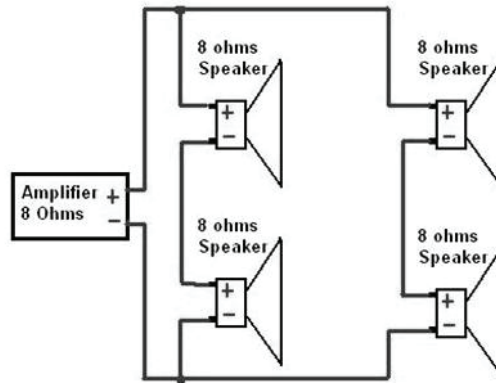 8 ohms
Speaker
+
−
8 ohms
Speaker
+
−
Amplifier +
8 Ohms −
8 ohms
Speaker
+
−
8 ohms
Speaker
+
−